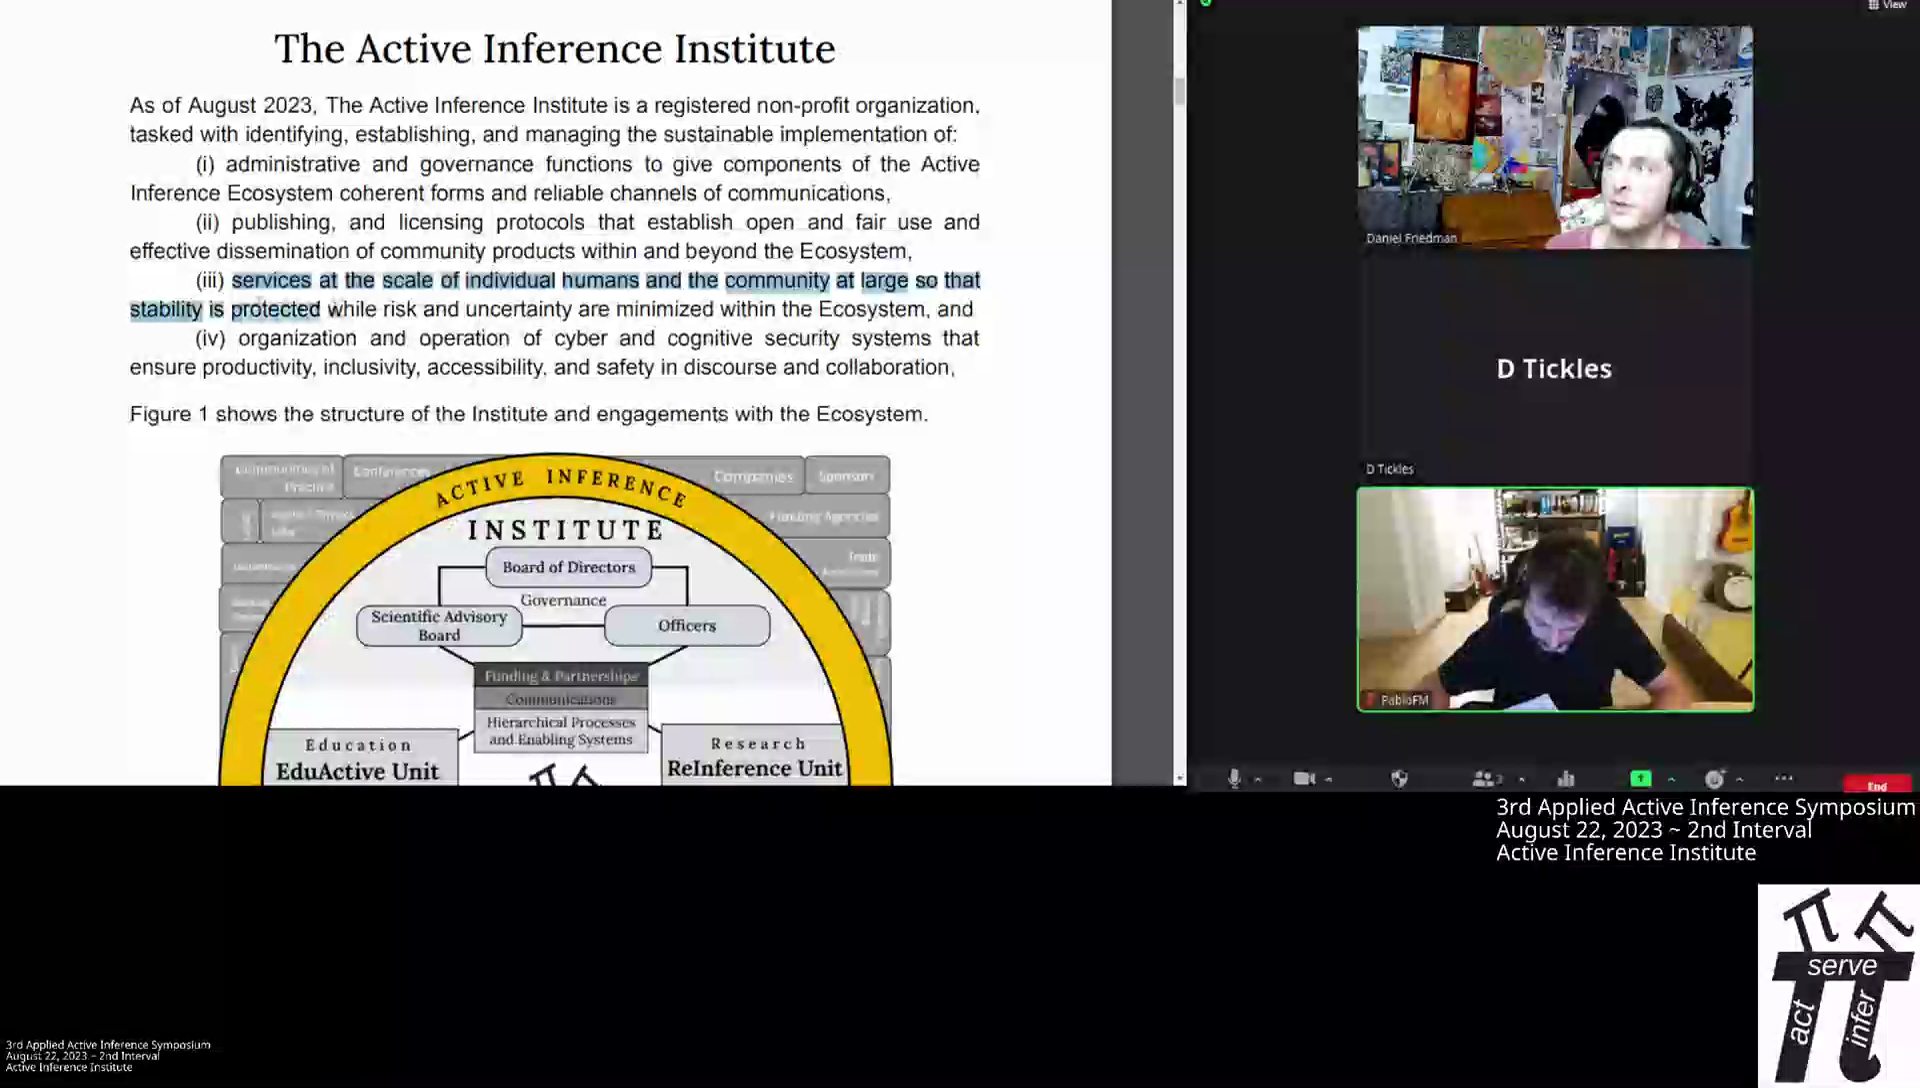 The Active Inference Institute
As of August 2023, The Active Inference Institute is a registered non-profit organization,
tasked with identifying, establishing, and managing the sustainable implementation of:
(i) administrative and governance functions to give components of the Active
Inference Ecosystem coherent forms and reliable channels of communications,
(ii) publishing, and licensing protocols that establish open and fair use and
effective dissemination of community products within and beyond the Ecosystem,
(iii) services at the scale of individual humans and the community at large so that
stability is protected while risk and uncertainty are minimized within the Ecosystem, and
(iv) organization and operation of cyber and cognitive security systems that
ensure productivity, inclusivity, accessibility, and safety in discourse and collaboration,
Figure 1 shows the structure of the Institute and engagements with the Ecosystem.
Communities of
Practice
Conferences
Companies
Sponsors
Funding Agencies
ACTIVE INFERENCE
INSTITUTE
Board of Directors
Governance
Scientific Advisory
Board
Officers
Funding & Partnerships
Communications
Hierarchical Processes
and Enabling Systems
Education
EduActive Unit
Research
ReInference Unit
View
Daniel Friedman
D Tickles
D Tickles
PabloFM
End
3rd Applied Active Inference Symposium
August 22, 2023 ~ 2nd Interval
Active Inference Institute
serve
act
infer
3rd Applied Active Inference Symposium
August 22, 2023 ~ 2nd Interval
Active Inference Institute